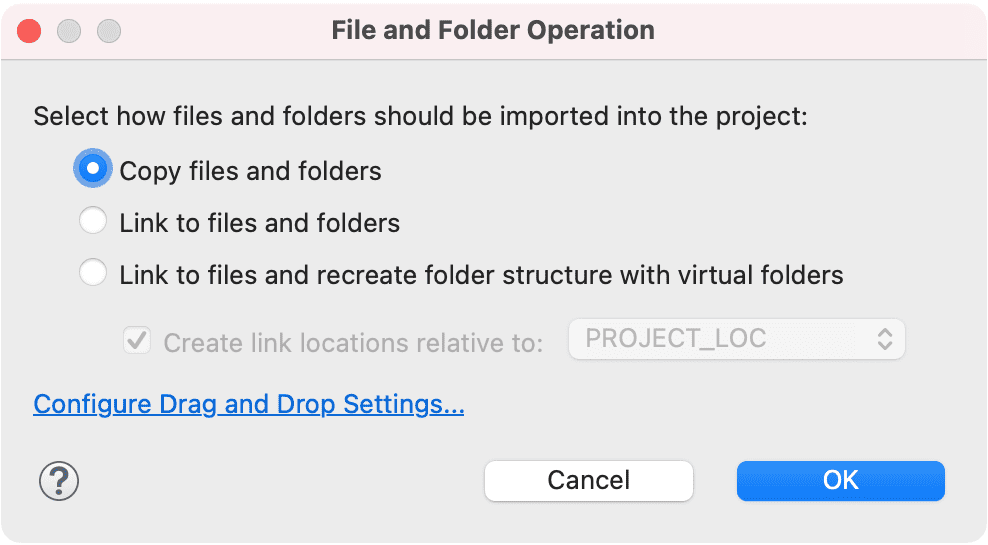 File and Folder Operation
Select how files and folders should be imported into the project:
Copy files and folders
Link to files and folders
Link to files and recreate folder structure with virtual folders
Create link locations relative to: PROJECT_LOC
Configure Drag and Drop Settings...
? Cancel OK